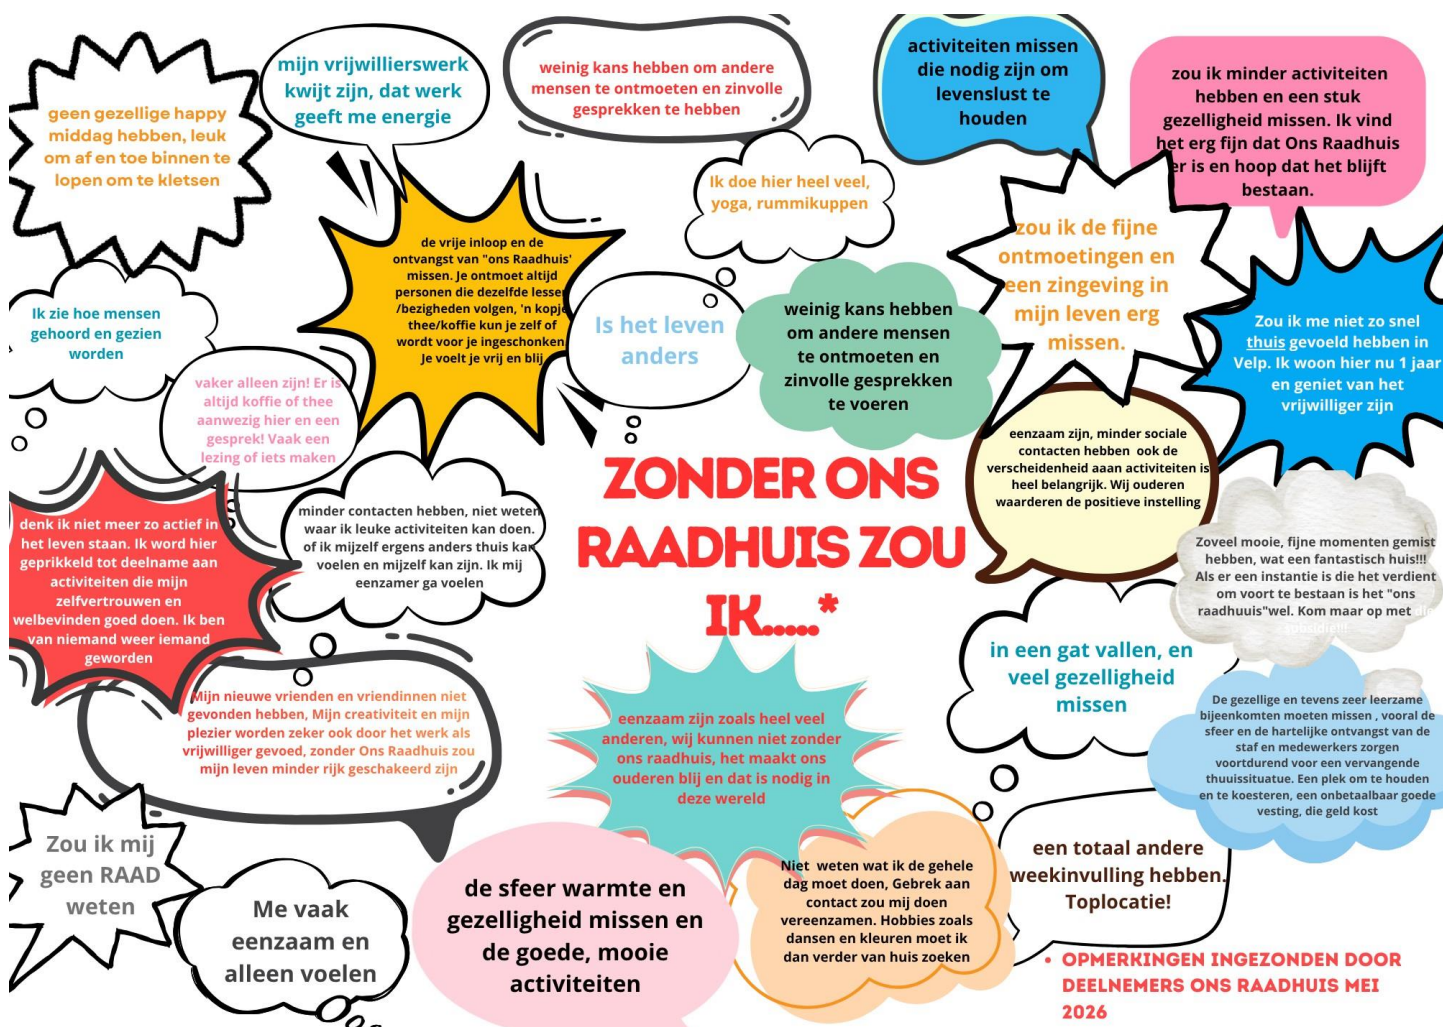 geen gezellige happy
middag hebben, leuk
om af en toe binnen te
lopen om te kletsen
mijn vrijwillierswerk
kwijt zijn, dat werk
geeft me energie
weinig kans hebben om andere
mensen te ontmoeten en zinvolle
gesprekken te hebben
activiteiten missen
die nodig zijn om
levenslust te
houden
zou ik minder activiteiten
hebben en een stuk
gezelligheid missen. Ik vind
het erg fijn dat Ons Raadhuis
er is en hoop dat het blijft
bestaan.
Ik doe hier heel veel,
yoga, rummikuppen
de vrije inloop en de
ontvangst van "ons Raadhuis'
missen. Je ontmoet altijd
personen die dezelfde lessen
/bezigheden volgen, 'n kopje
thee/koffie kun je zelf of
wordt voor je ingeschonken
Je voelt je vrij en blij
zou ik de fijne
ontmoetingen en
een zingeving in
mijn leven erg
missen.
Ik zie hoe mensen
gehoord en gezien
worden
Is het leven
anders
weinig kans hebben
om andere mensen
te ontmoeten en
zinvolle gesprekken
te voeren
Zou ik me niet zo snel
thuis gevoeld hebben in
Velp. Ik woon hier nu 1 jaar
en geniet van het
vrijwilliger zijn
vaker alleen zijn! Er is
altijd koffie of thee
aanwezig hier en een
gesprek! Vaak een
lezing of iets maken
eenzaam zijn, minder sociale
contacten hebben ook de
verscheidenheid aaan activiteiten is
heel belangrijk. Wij ouderen
waarderen de positieve instelling
ZONDER ONS
RAADHUIS ZOU
IK.....*
denk ik niet meer zo actief in
het leven staan. Ik word hier
geprikkeld tot deelname aan
activiteiten die mijn
zelfvertrouwen en
welbevinden goed doen. Ik ben
van niemand weer iemand
geworden
minder contacten hebben, niet weten
waar ik leuke activiteiten kan doen.
of ik mijzelf ergens anders thuis kan
voelen en mijzelf kan zijn. Ik mij
eenzamer ga voelen
Zoveel mooie, fijne momenten gemist
hebben, wat een fantastisch huis!!!
Als er een instantie is die het verdient
om voort te bestaan is het "ons
raadhuuis"wel. Kom maar op met die
subsidie!!!
in een gat vallen, en
veel gezelligheid
missen
Mijn nieuwe vrienden en vriendinnen niet
gevonden hebben, Mijn creativiteit en mijn
plezier worden zeker ook door het werk als
vrijwilliger gevoed, zonder Ons Raadhuis zou
mijn leven minder rijk geschakeerd zijn
eenzaam zijn zoals heel veel
anderen, wij kunnen niet zonder
ons raadhuis, het maakt ons
ouderen blij en dat is nodig in
deze wereld
De gezellige en tevens zeer leerzame
bijeenkomten moeten missen , vooral de
sfeer en de hartelijke ontvangst van de
staf en medewerkers zorgen
voortdurend voor een vervangende
thuuissituatue. Een plek om te houden
en te koesteren, een onbetaalbaar goede
vesting, die geld kost
Zou ik mij
geen RAAD
weten
Me vaak
eenzaam en
alleen voelen
de sfeer warmte en
gezelligheid missen en
de goede, mooie
activiteiten
Niet weten wat ik de gehele
dag moet doen, Gebrek aan
contact zou mij doen
vereenzamen. Hobbies zoals
dansen en kleuren moet ik
dan verder van huis zoeken
een totaal andere
weekinvulling hebben.
Toplocatie!
• OPMERKINGEN INGEZONDEN DOOR
DEELNEMERS ONS RAADHUIS MEI
2026